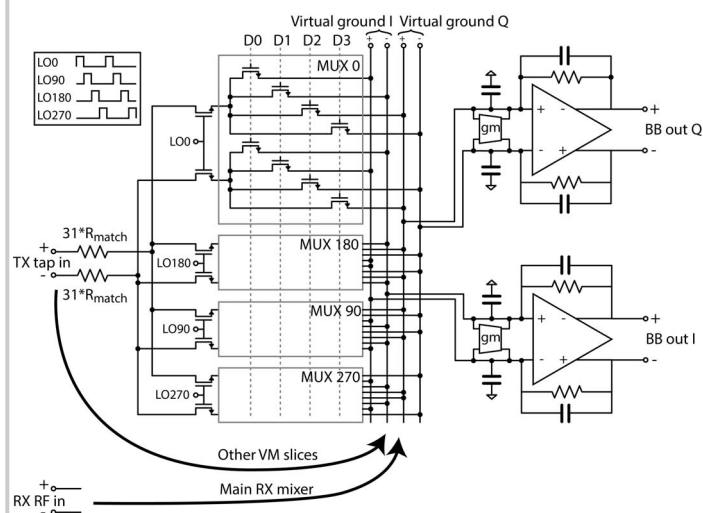 Virtual ground I Virtual ground Q
D0 D1 D2 D3
+ - + -
LO0
LO90
LO180
LO270
MUX 0
LO0
gm
+ -
- +
+
BB out Q
-
31*Rmatch
+
TX tap in
-
31*Rmatch
MUX 180
LO180
MUX 90
LO90
MUX 270
LO270
gm
+ -
- +
+
BB out I
-
Other VM slices
Main RX mixer
+
RX RF in
-